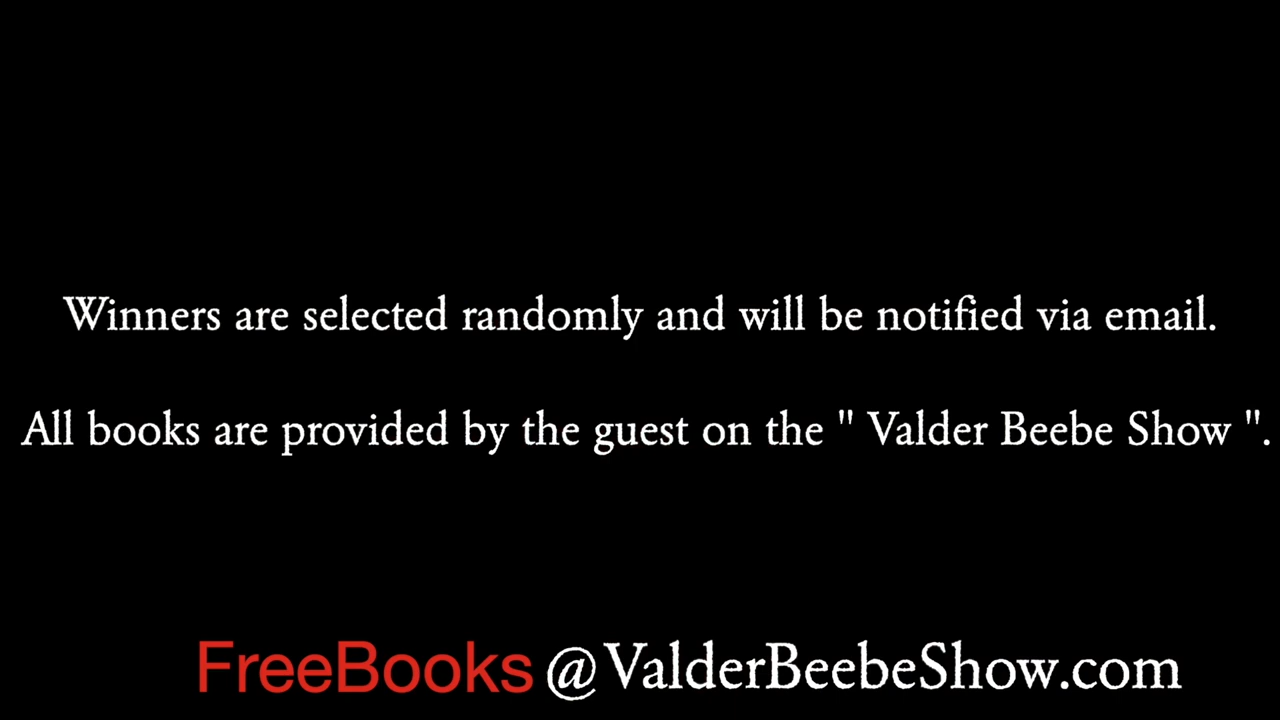 Winners are selected randomly and will be notified via email.
All books are provided by the guest on the " Valder Beebe Show ".
FreeBooks @ValderBeebeShow.com